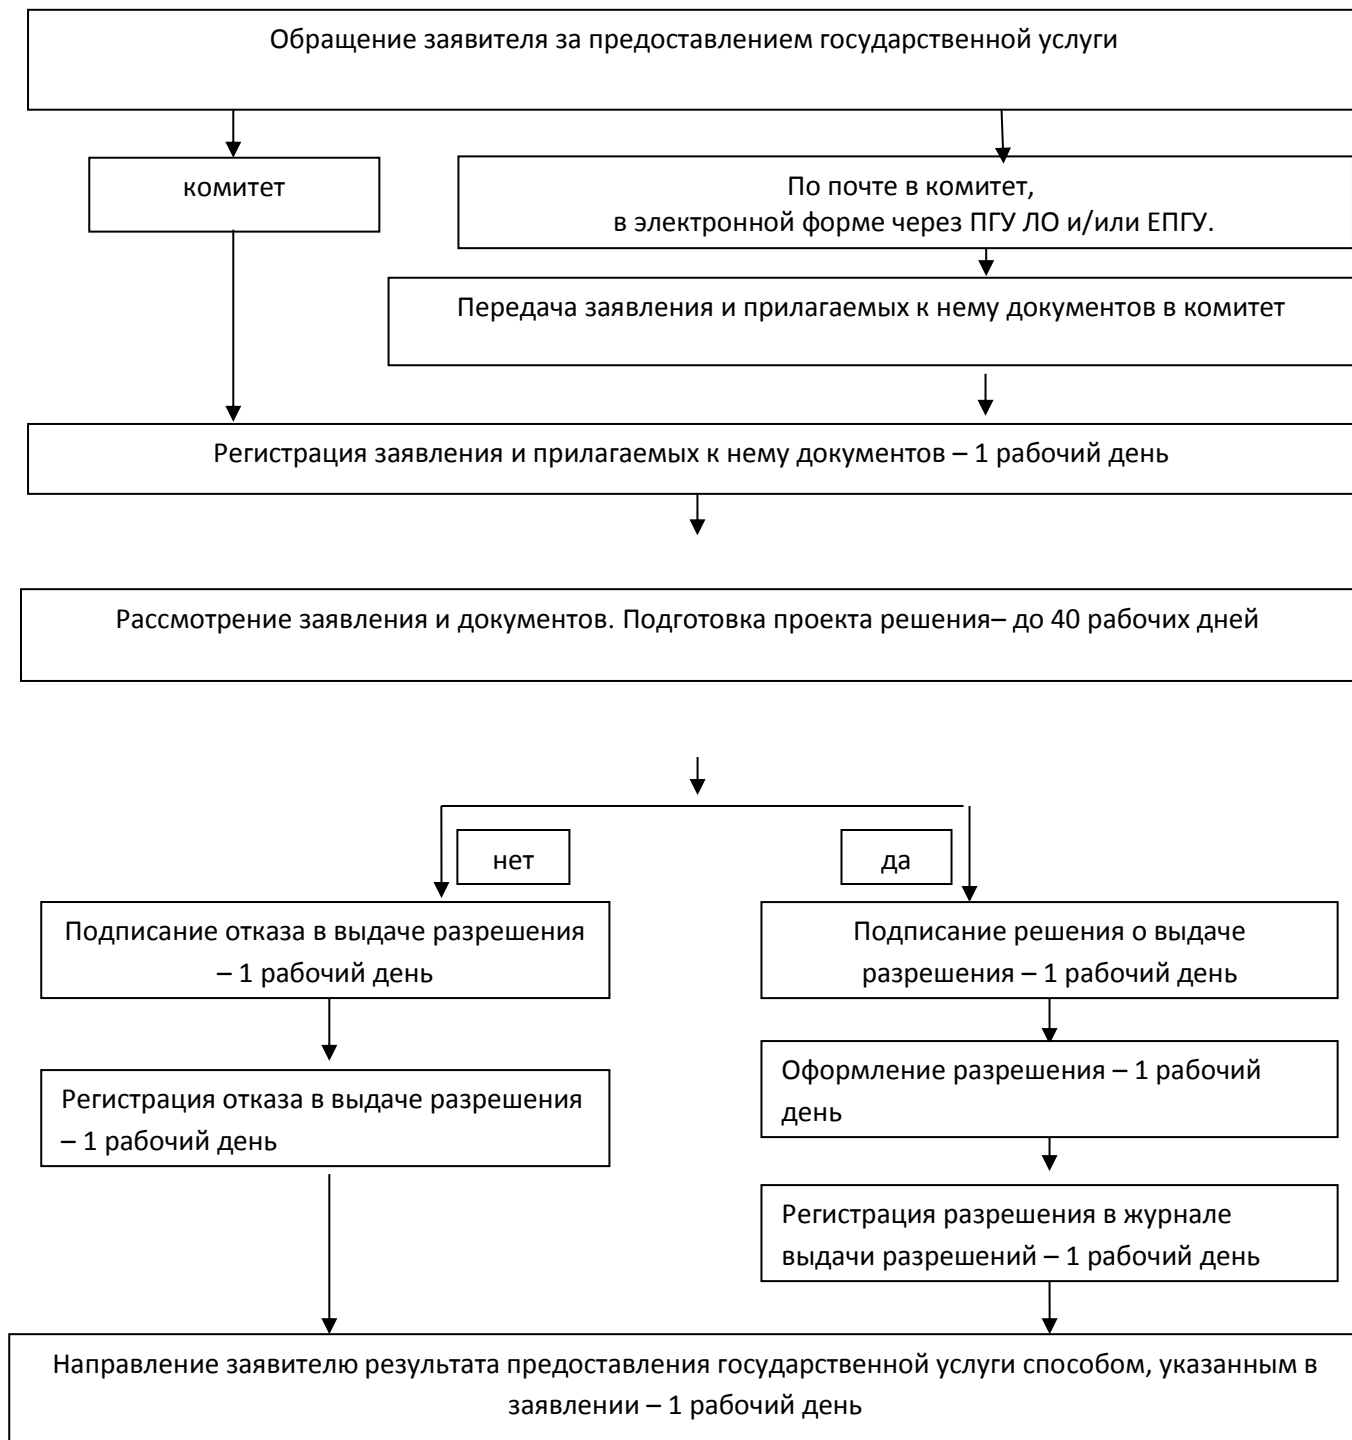 Обращение заявителя за предоставлением государственной услуги
комитет
По почте в комитет,
в электронной форме через ПГУ ЛО и/или ЕПГУ.
Передача заявления и прилагаемых к нему документов в комитет
Регистрация заявления и прилагаемых к нему документов – 1 рабочий день
Рассмотрение заявления и документов. Подготовка проекта решения– до 40 рабочих дней
нет
да
Подписание отказа в выдаче разрешения
– 1 рабочий день
Подписание решения о выдаче
разрешения – 1 рабочий день
Регистрация отказа в выдаче разрешения
– 1 рабочий день
Оформление разрешения – 1 рабочий
день
Регистрация разрешения в журнале
выдачи разрешений – 1 рабочий день
Направление заявителю результата предоставления государственной услуги способом, указанным в
заявлении – 1 рабочий день